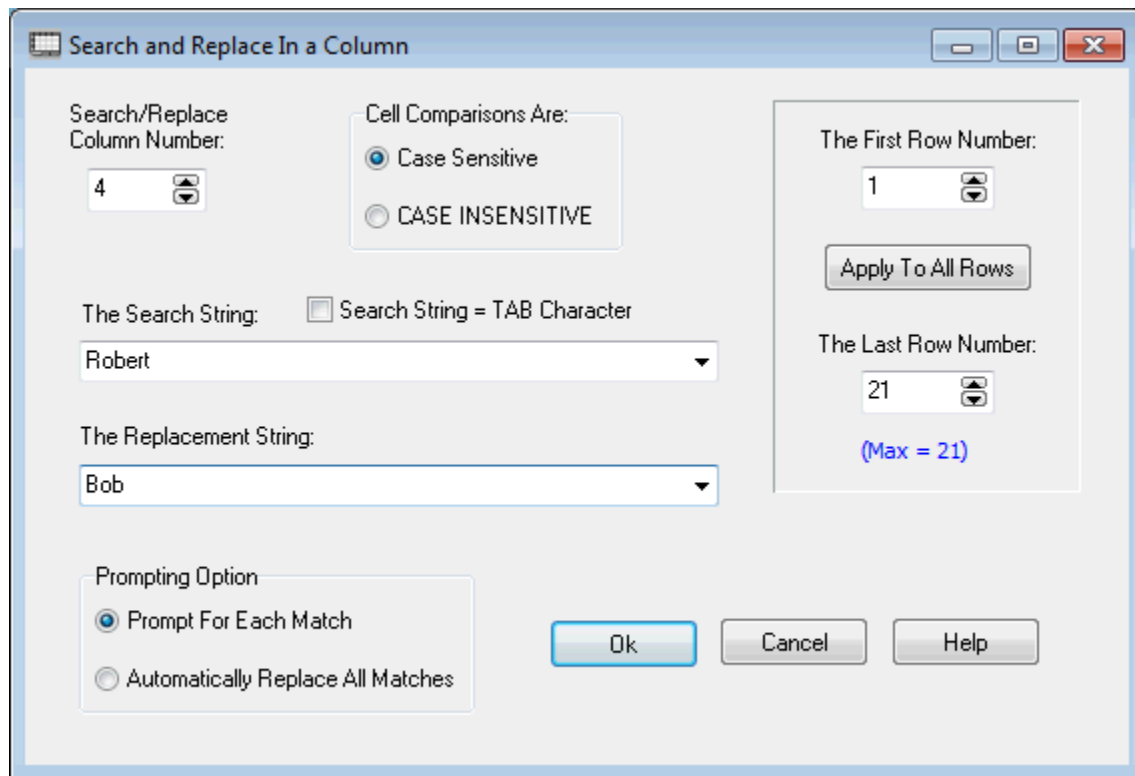 Search and Replace In a Column
Search/Replace
Column Number:
4
Cell Comparisons Are:
Case Sensitive
CASE INSENSITIVE
The First Row Number:
1
Apply To All Rows
The Last Row Number:
21
(Max = 21)
The Search String:
Search String = TAB Character
Robert
The Replacement String:
Bob
Prompting Option
Prompt For Each Match
Automatically Replace All Matches
Ok
Cancel
Help